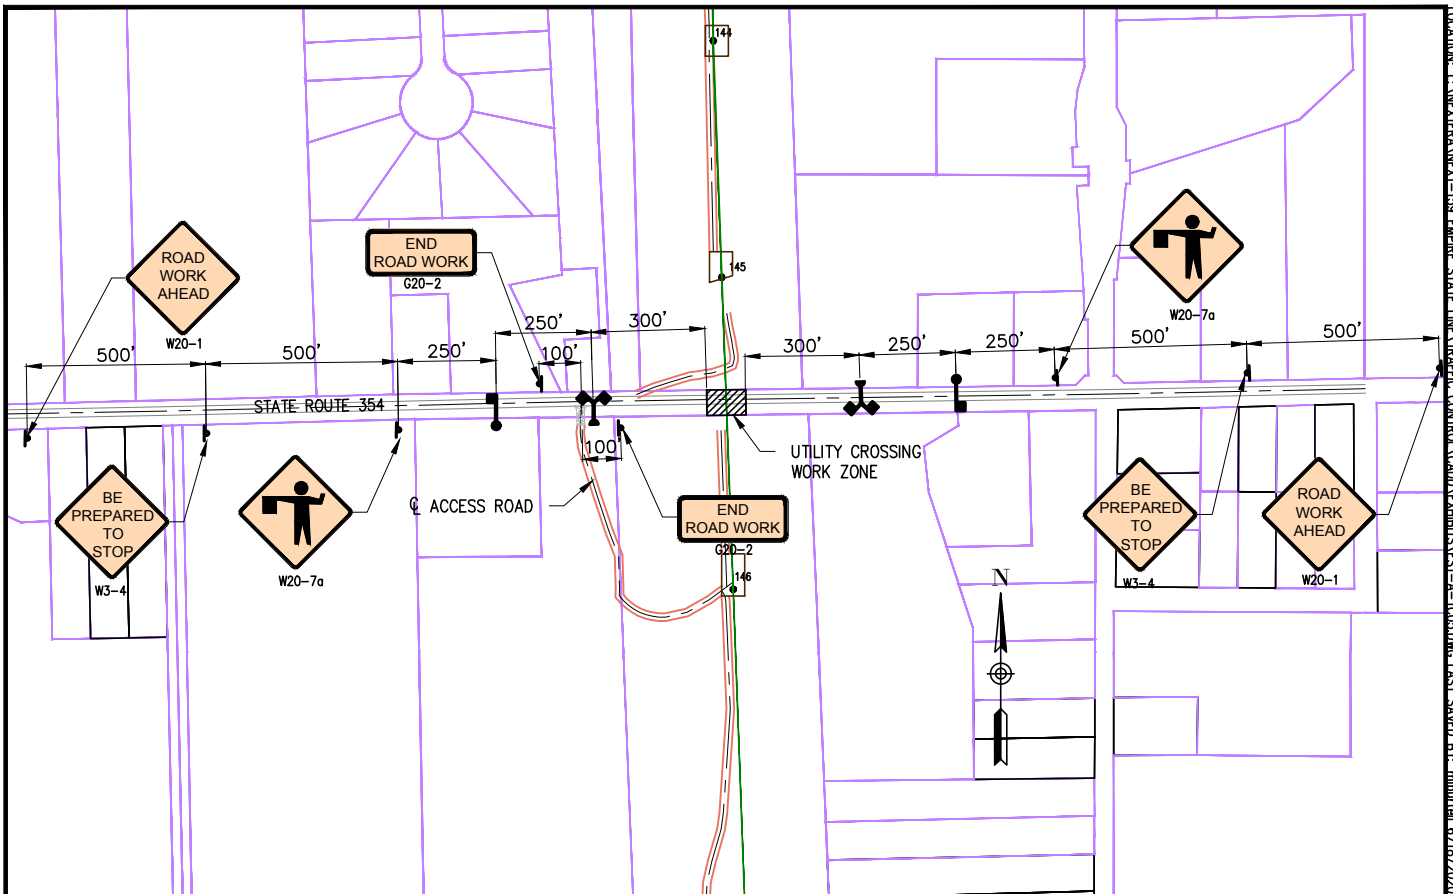 144
145
146
ROAD
WORK
AHEAD
W20-1
END
ROAD WORK
G20-2
W20-7a
500'
500'
250'
250'
100'
300'
300'
250'
250'
500'
500'
STATE ROUTE 354
100'
UTILITY CROSSING
WORK ZONE
℄ ACCESS ROAD
BE
PREPARED
TO
STOP
W3-4
W20-7a
END
ROAD WORK
G20-2
BE
PREPARED
TO
STOP
W3-4
ROAD
WORK
AHEAD
W20-1
N